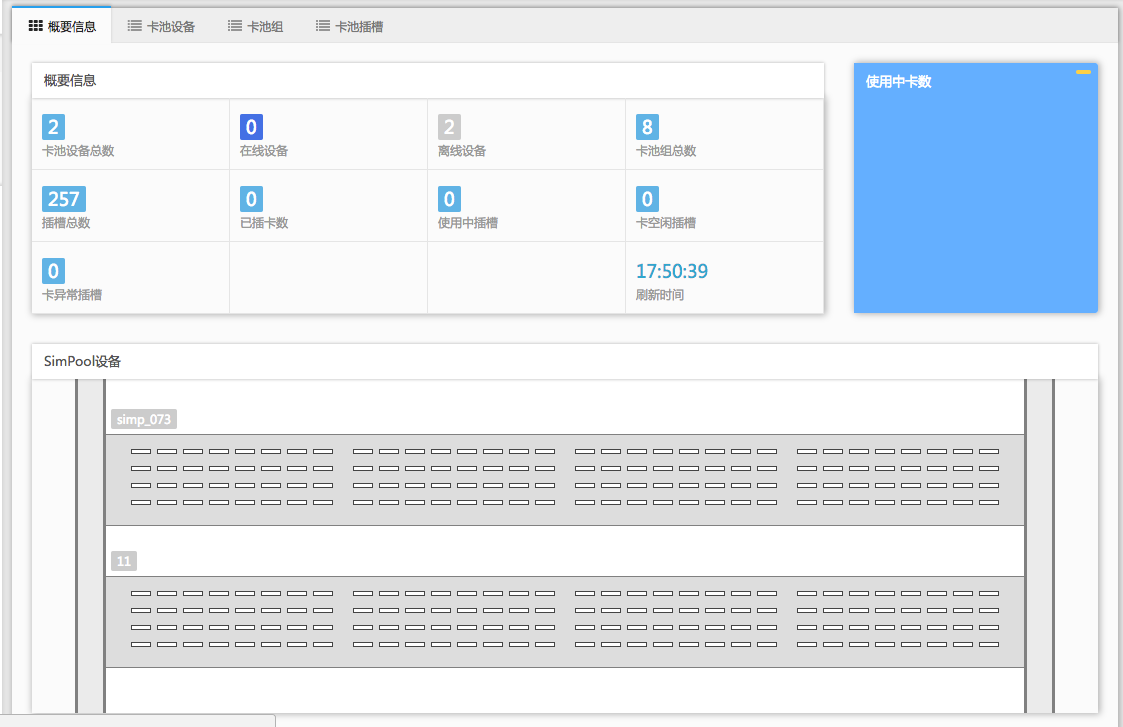 概要信息 卡池设备 卡池组 卡池插槽
概要信息
2
卡池设备总数
0
在线设备
2
离线设备
8
卡池组总数
257
插槽总数
0
已插卡数
0
使用中插槽
0
卡空闲插槽
0
卡异常插槽
17:50:39
刷新时间
使用中卡数
SimPool设备
simp_073
11